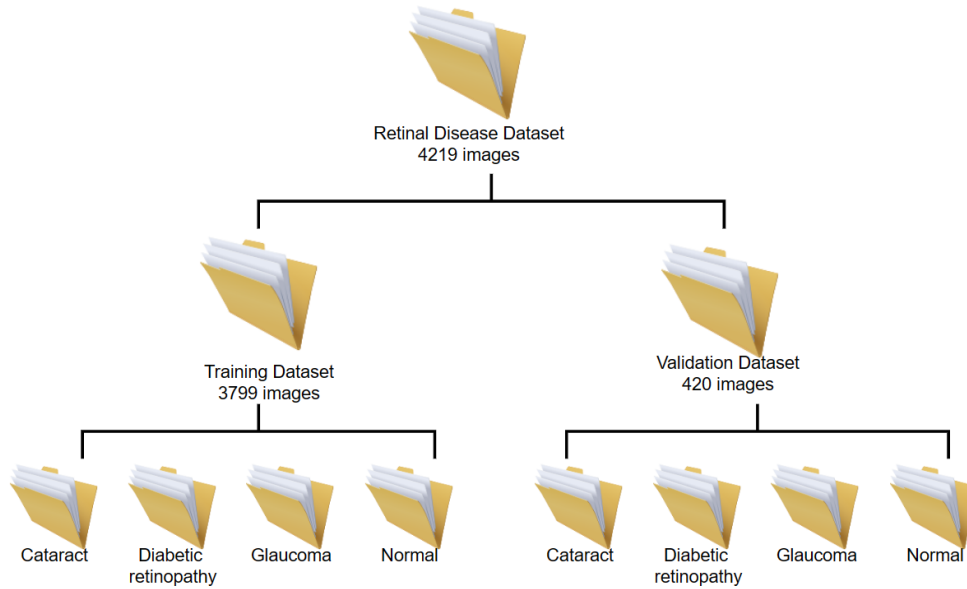 Retinal Disease Dataset
4219 images
Training Dataset
3799 images
Validation Dataset
420 images
Cataract
Diabetic
retinopathy
Glaucoma
Normal
Cataract
Diabetic
retinopathy
Glaucoma
Normal